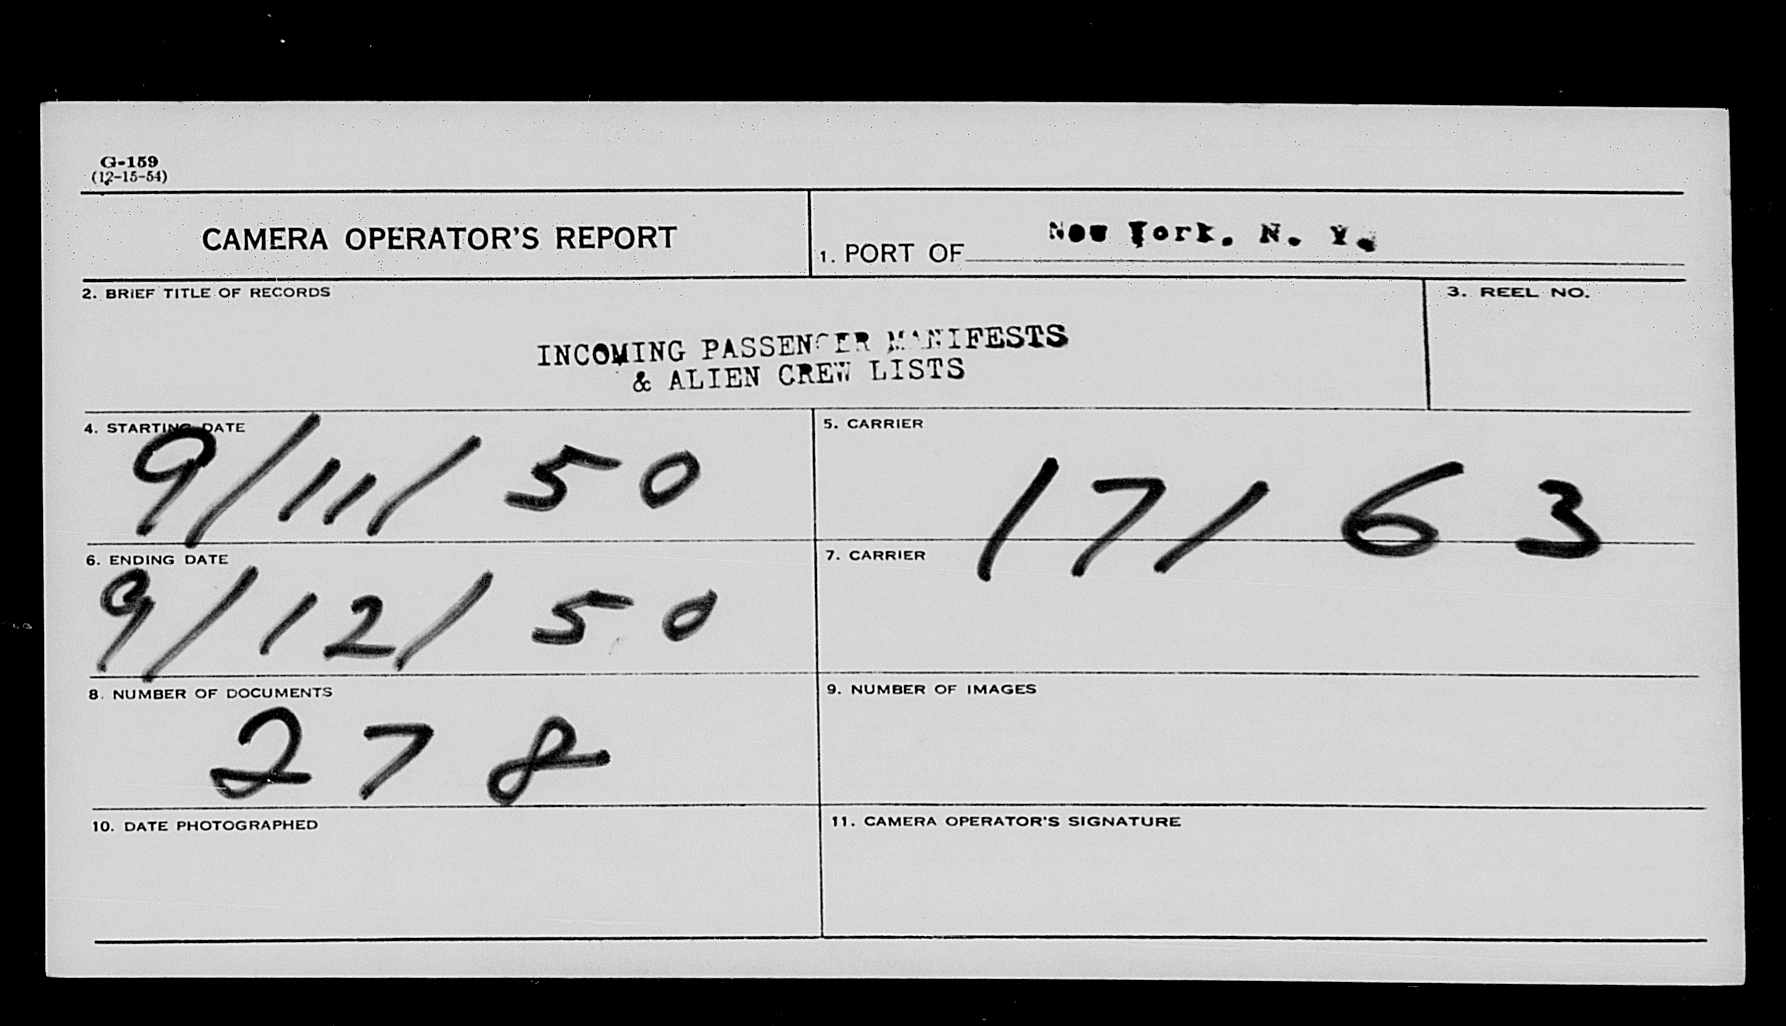 G-159
(12-15-54)
CAMERA OPERATOR'S REPORT
1. PORT OF New York, N. Y.
2. BRIEF TITLE OF RECORDS
3. REEL NO.
INCOMING PASSENGER MANIFESTS
& ALIEN CREW LISTS
4. STARTING DATE
9/11/50
5. CARRIER
17163
6. ENDING DATE
9/12/50
7. CARRIER
8. NUMBER OF DOCUMENTS
278
9. NUMBER OF IMAGES
10. DATE PHOTOGRAPHED
11. CAMERA OPERATOR'S SIGNATURE